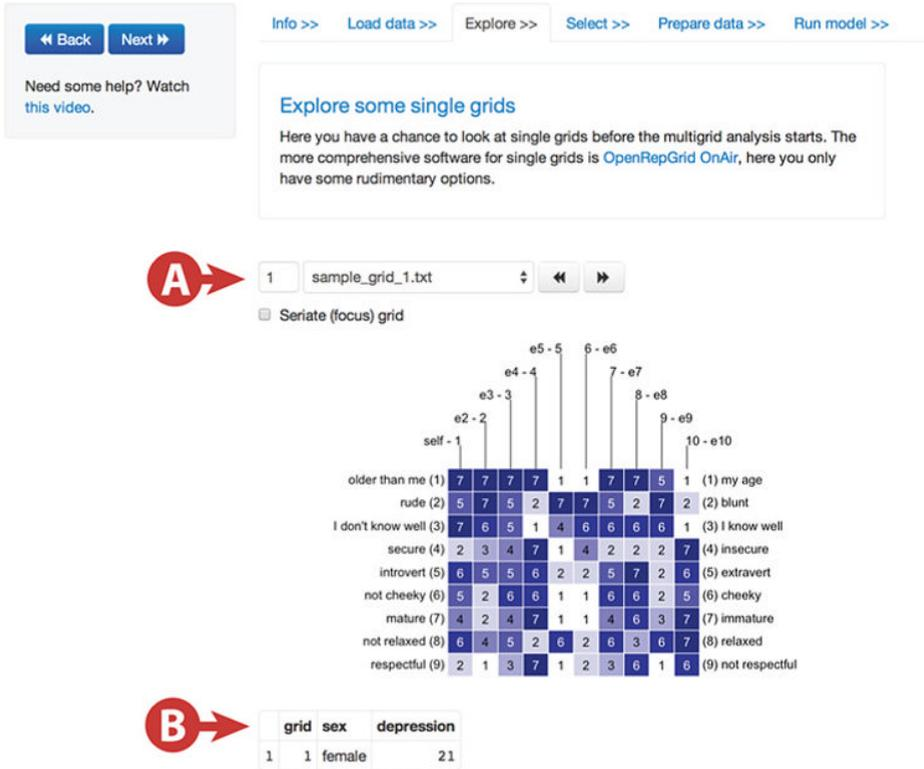 Back Next
Need some help? Watch
this video.
Info >> Load data >> Explore >> Select >> Prepare data >> Run model >>
Explore some single grids
Here you have a chance to look at single grids before the multigrid analysis starts. The
more comprehensive software for single grids is OpenRepGrid OnAir, here you only
have some rudimentary options.
A 1 sample_grid_1.txt
Seriate (focus) grid
e5 - 5 6 - e6
e4 - 4 7 - e7
e3 - 3 8 - e8
e2 - 2 9 - e9
self - 1 10 - e10
older than me (1) 7 7 7 7 1 1 7 7 5 1 (1) my age
rude (2) 5 7 5 2 7 7 5 2 7 2 (2) blunt
I don't know well (3) 7 6 5 1 4 6 6 6 6 1 (3) I know well
secure (4) 2 3 4 7 1 4 2 2 2 7 (4) insecure
introvert (5) 6 5 5 6 2 2 5 7 2 6 (5) extravert
not cheeky (6) 5 2 6 6 1 1 6 6 2 5 (6) cheeky
mature (7) 4 2 4 7 1 1 4 6 3 7 (7) immature
not relaxed (8) 6 4 5 2 6 2 6 3 6 7 (8) relaxed
respectful (9) 2 1 3 7 1 2 3 6 1 6 (9) not respectful
B grid sex depression
1 1 female 21